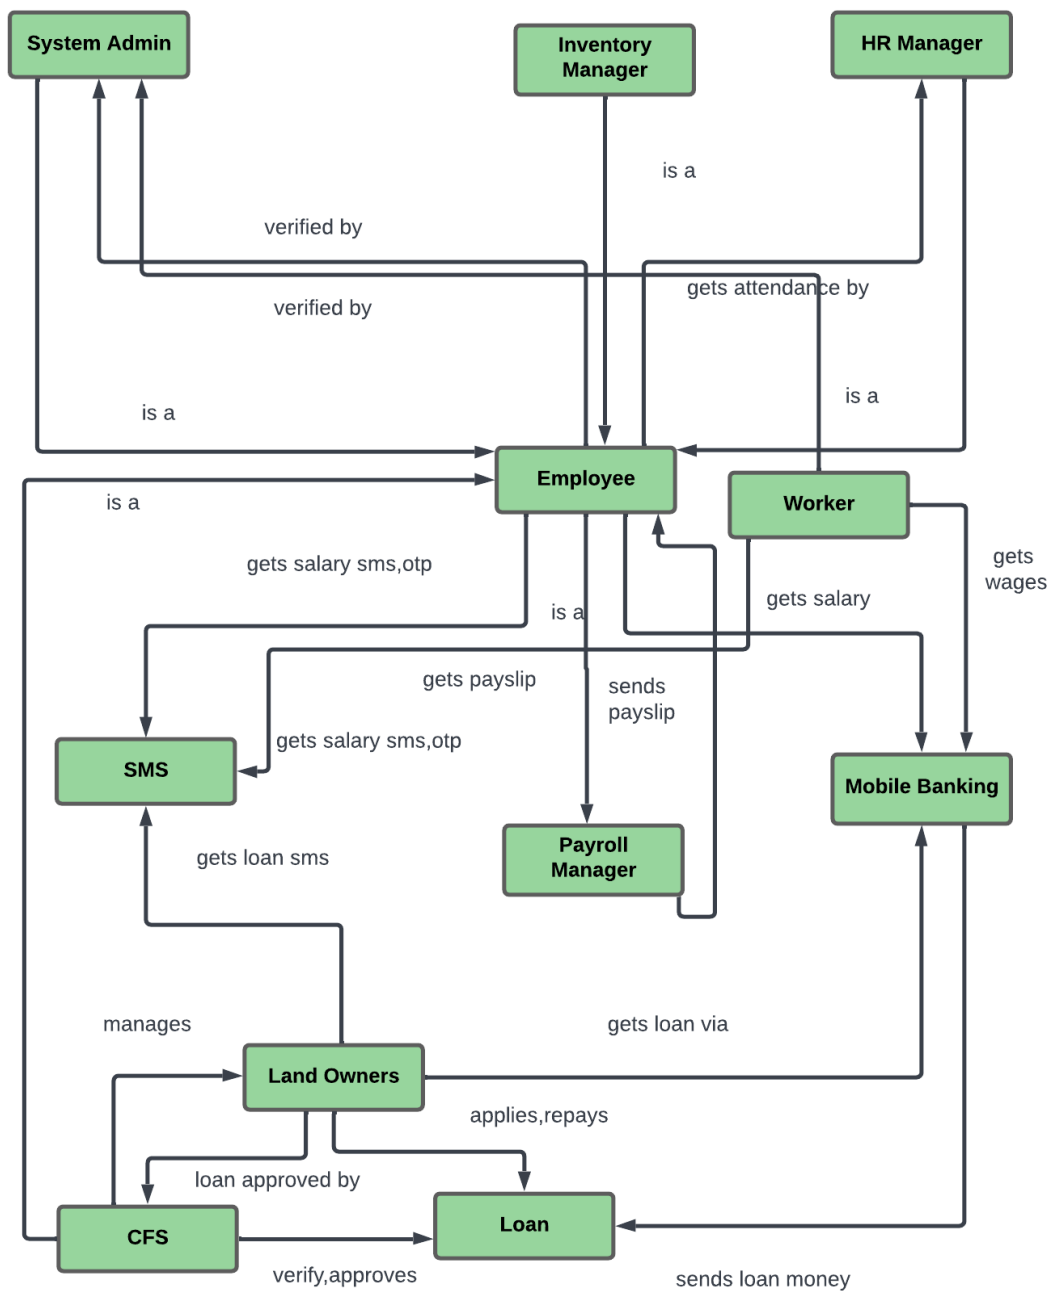 System Admin
Inventory
Manager
HR Manager
is a
verified by
gets attendance by
verified by
is a
is a
Employee
Worker
is a
gets salary sms,otp
gets
wages
is a
gets salary
gets payslip
sends
payslip
gets salary sms,otp
SMS
Mobile Banking
Payroll
Manager
gets loan sms
manages
gets loan via
Land Owners
applies,repays
loan approved by
Loan
CFS
verify,approves
sends loan money